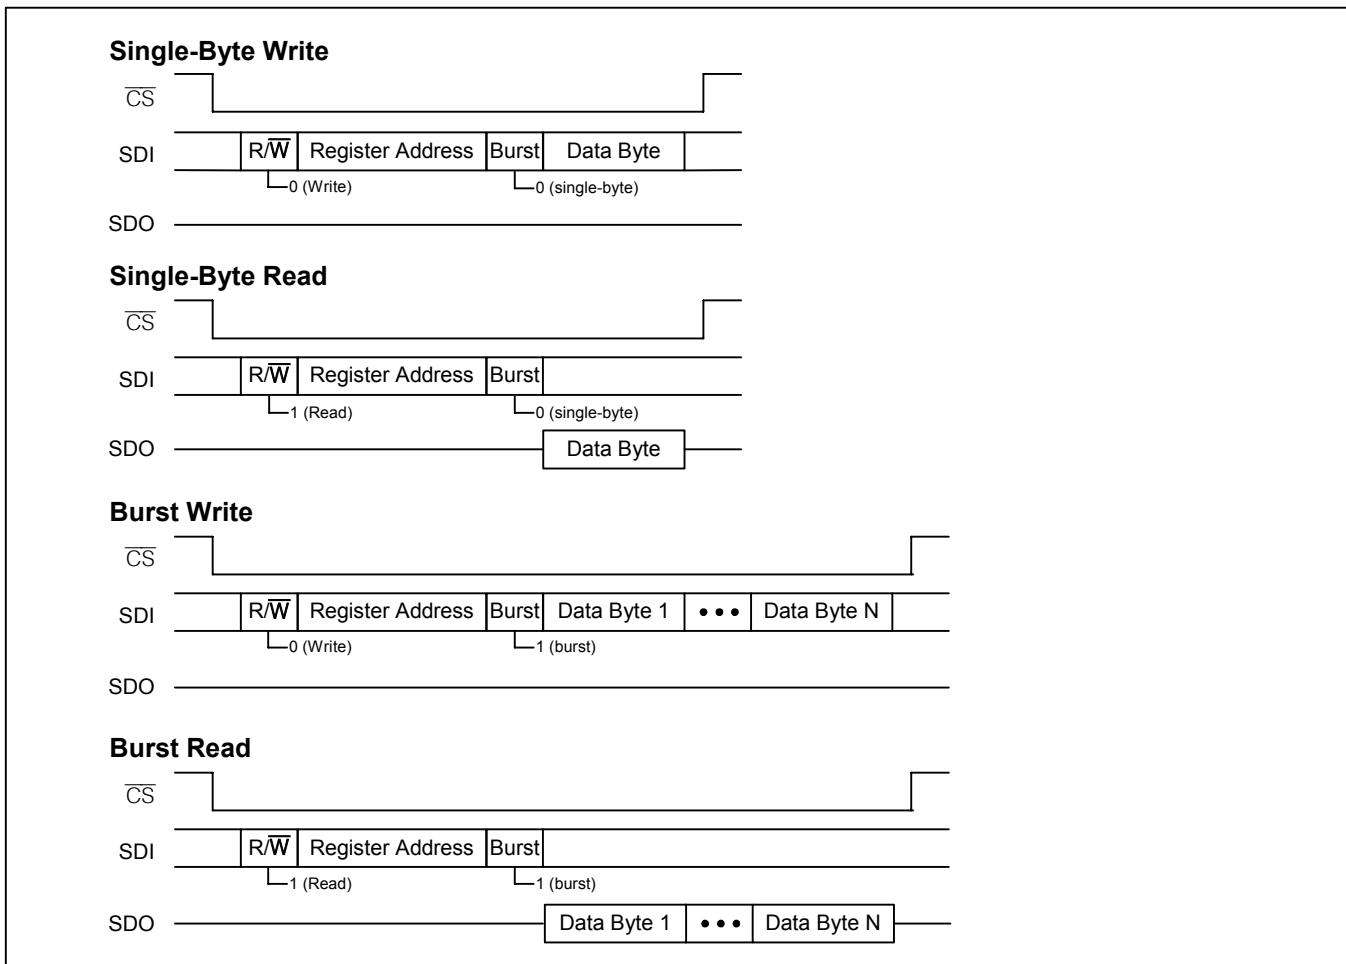 Single-Byte Write
CS
SDI R/W Register Address Burst Data Byte
0 (Write) 0 (single-byte)
SDO
Single-Byte Read
CS
SDI R/W Register Address Burst
1 (Read) 0 (single-byte)
SDO Data Byte
Burst Write
CS
SDI R/W Register Address Burst Data Byte 1 ••• Data Byte N
0 (Write) 1 (burst)
SDO
Burst Read
CS
SDI R/W Register Address Burst
1 (Read) 1 (burst)
SDO Data Byte 1 ••• Data Byte N